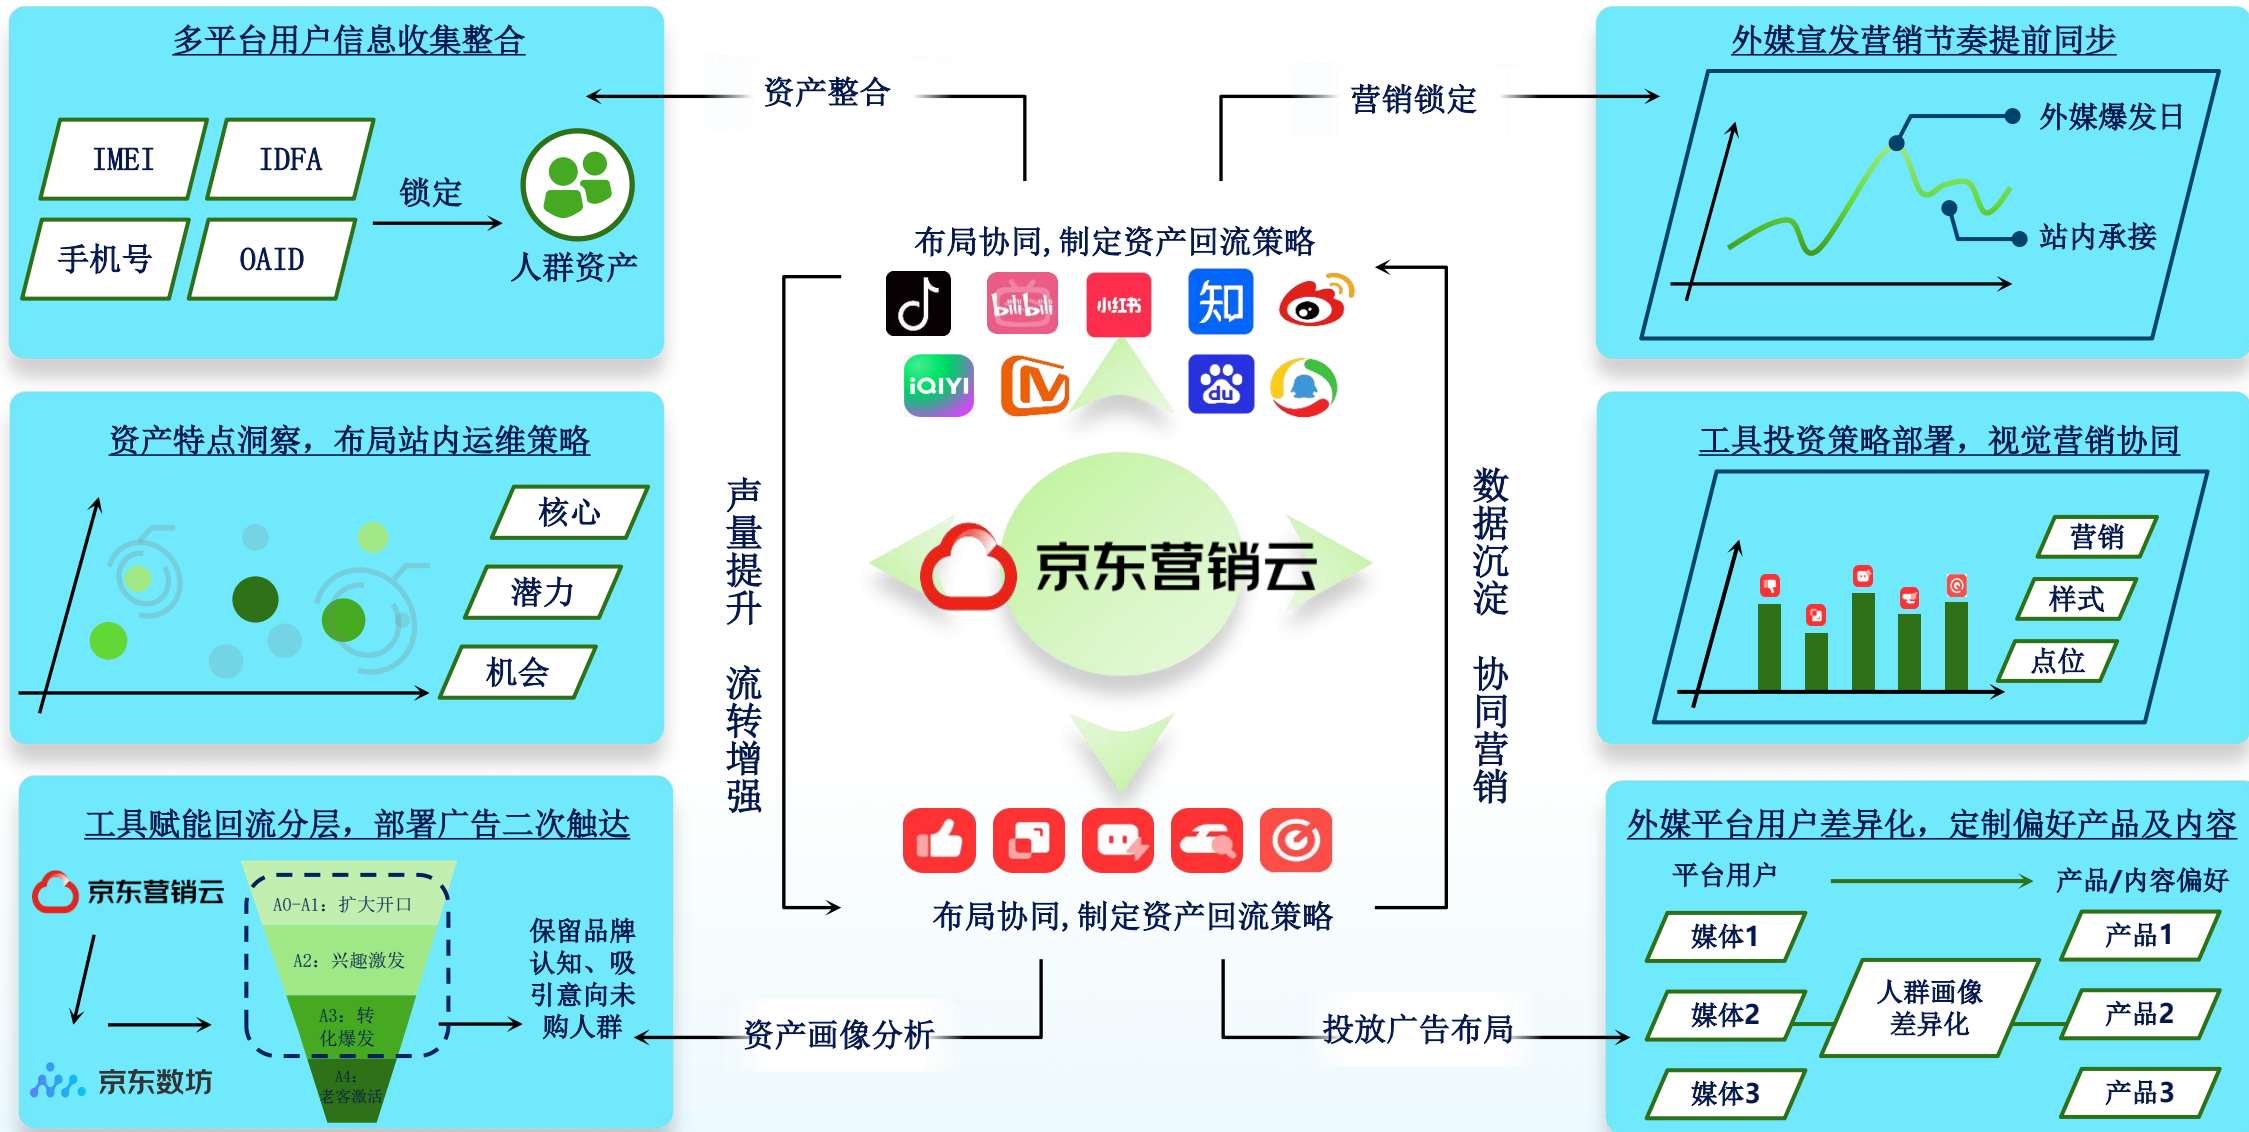 多平台用户信息收集整合
IMEI
IDFA
手机号
OAID
锁定
人群资产
资产整合
营销锁定
外媒宣发营销节奏提前同步
外媒爆发日
站内承接
布局协同,制定资产回流策略
bilibili
小红书
知
iQIYI
du
资产特点洞察，布局站内运维策略
核心
潜力
机会
声量提升 流转增强
京东营销云
数据沉淀 协同营销
工具投资策略部署，视觉营销协同
营销
样式
点位
工具赋能回流分层，部署广告二次触达
京东营销云
京东数坊
A0-A1：扩大开口
A2：兴趣激发
A3：转
化爆发
A4：
老客激活
保留品牌
认知、吸
引意向未
购人群
布局协同,制定资产回流策略
资产画像分析
投放广告布局
外媒平台用户差异化，定制偏好产品及内容
平台用户
产品/内容偏好
媒体1
媒体2
媒体3
人群画像
差异化
产品1
产品2
产品3